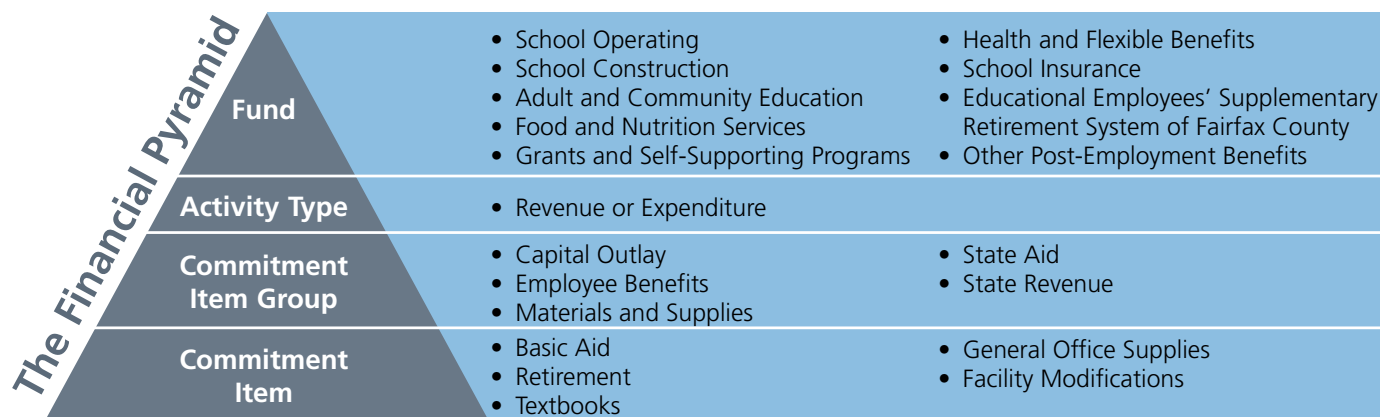 The Financial Pyramid
Fund
• School Operating
• School Construction
• Adult and Community Education
• Food and Nutrition Services
• Grants and Self-Supporting Programs
• Health and Flexible Benefits
• School Insurance
• Educational Employees’ Supplementary
Retirement System of Fairfax County
• Other Post-Employment Benefits
Activity Type
• Revenue or Expenditure
Commitment
Item Group
• Capital Outlay
• Employee Benefits
• Materials and Supplies
• State Aid
• State Revenue
Commitment
Item
• Basic Aid
• Retirement
• Textbooks
• General Office Supplies
• Facility Modifications